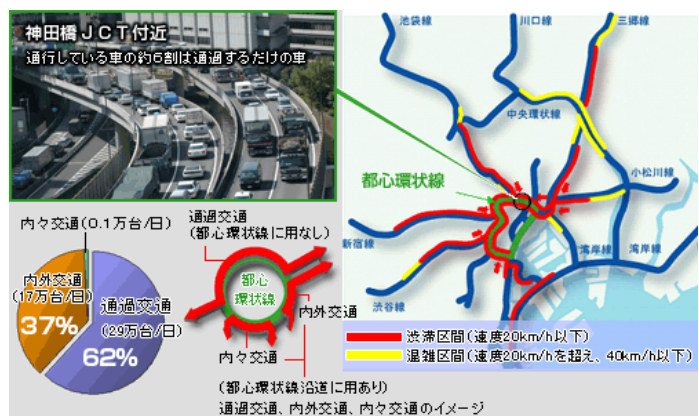 神田橋JCT付近
通行している車の約6割は通過するだけの車
内々交通(0.1万台/日)
内外交通
(17万台/日)
37%
通過交通
(29万台/日)
62%
通過交通
(都心環状線に用なし)
都心
環状線
内外交通
内々交通
(都心環状線沿道に用あり)
通過交通、内外交通、内々交通のイメージ
池袋線
川口線
三郷線
中央環状線
都心環状線
小松川線
新宿線
湾岸線
湾岸線
渋谷線
渋滞区間(速度20km/h以下)
混雑区間(速度20km/hを超え、40km/h以下)